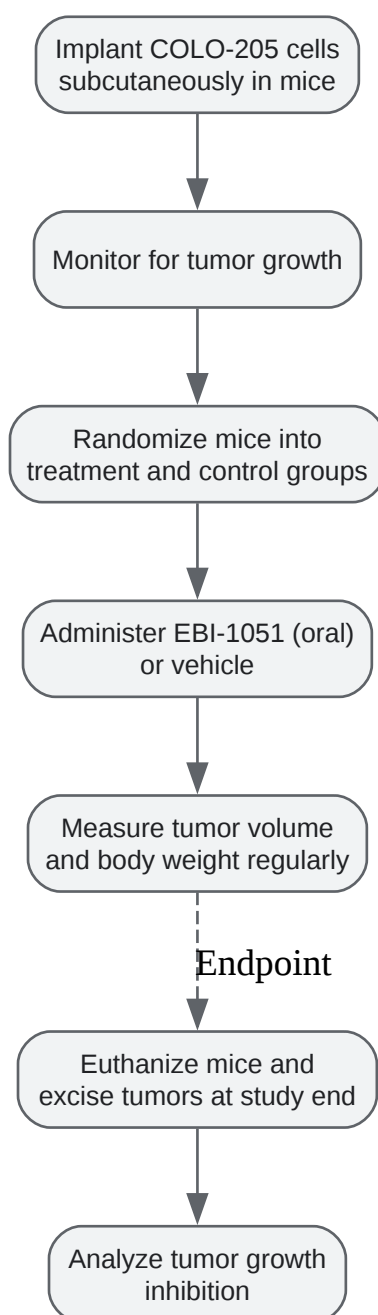 Implant COLO-205 cells
subcutaneously in mice
Monitor for tumor growth
Randomize mice into
treatment and control groups
Administer EBI-1051 (oral)
or vehicle
Measure tumor volume
and body weight regularly
Endpoint
Euthanize mice and
excise tumors at study end
Analyze tumor growth
inhibition